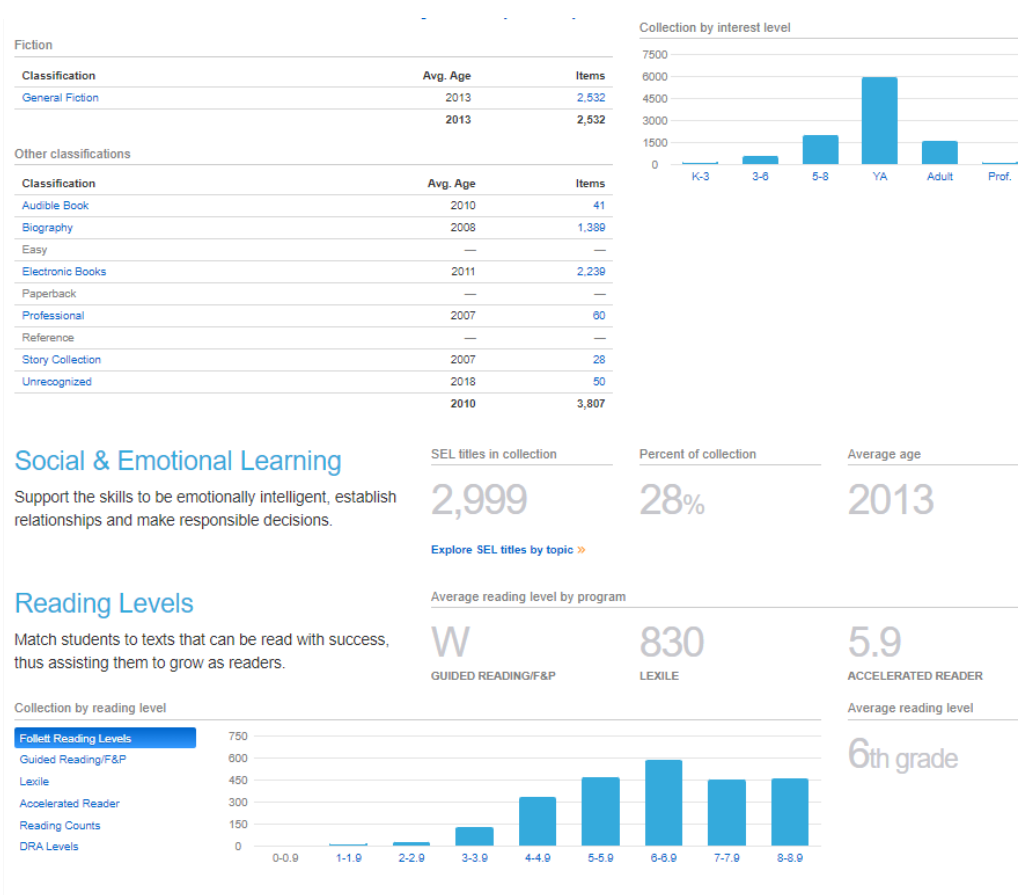 Fiction
Classification Avg. Age Items
General Fiction 2013 2,532
2013 2,532
Other classifications
Classification Avg. Age Items
Audible Book 2010 41
Biography 2008 1,389
Easy — —
Electronic Books 2011 2,239
Paperback — —
Professional 2007 60
Reference — —
Story Collection 2007 28
Unrecognized 2018 50
2010 3,807
Collection by interest level
7500
6000
4500
3000
1500
0
K-3 3-6 5-8 YA Adult Prof.
Social & Emotional Learning
Support the skills to be emotionally intelligent, establish
relationships and make responsible decisions.
SEL titles in collection
2,999
Explore SEL titles by topic »
Percent of collection
28%
Average age
2013
Reading Levels
Match students to texts that can be read with success,
thus assisting them to grow as readers.
Average reading level by program
W
GUIDED READING/F&P
830
LEXILE
5.9
ACCELERATED READER
Collection by reading level
Follett Reading Levels
Guided Reading/F&P
Lexile
Accelerated Reader
Reading Counts
DRA Levels
750
600
450
300
150
0
0-0.9 1-1.9 2-2.9 3-3.9 4-4.9 5-5.9 6-6.9 7-7.9 8-8.9
Average reading level
6th grade